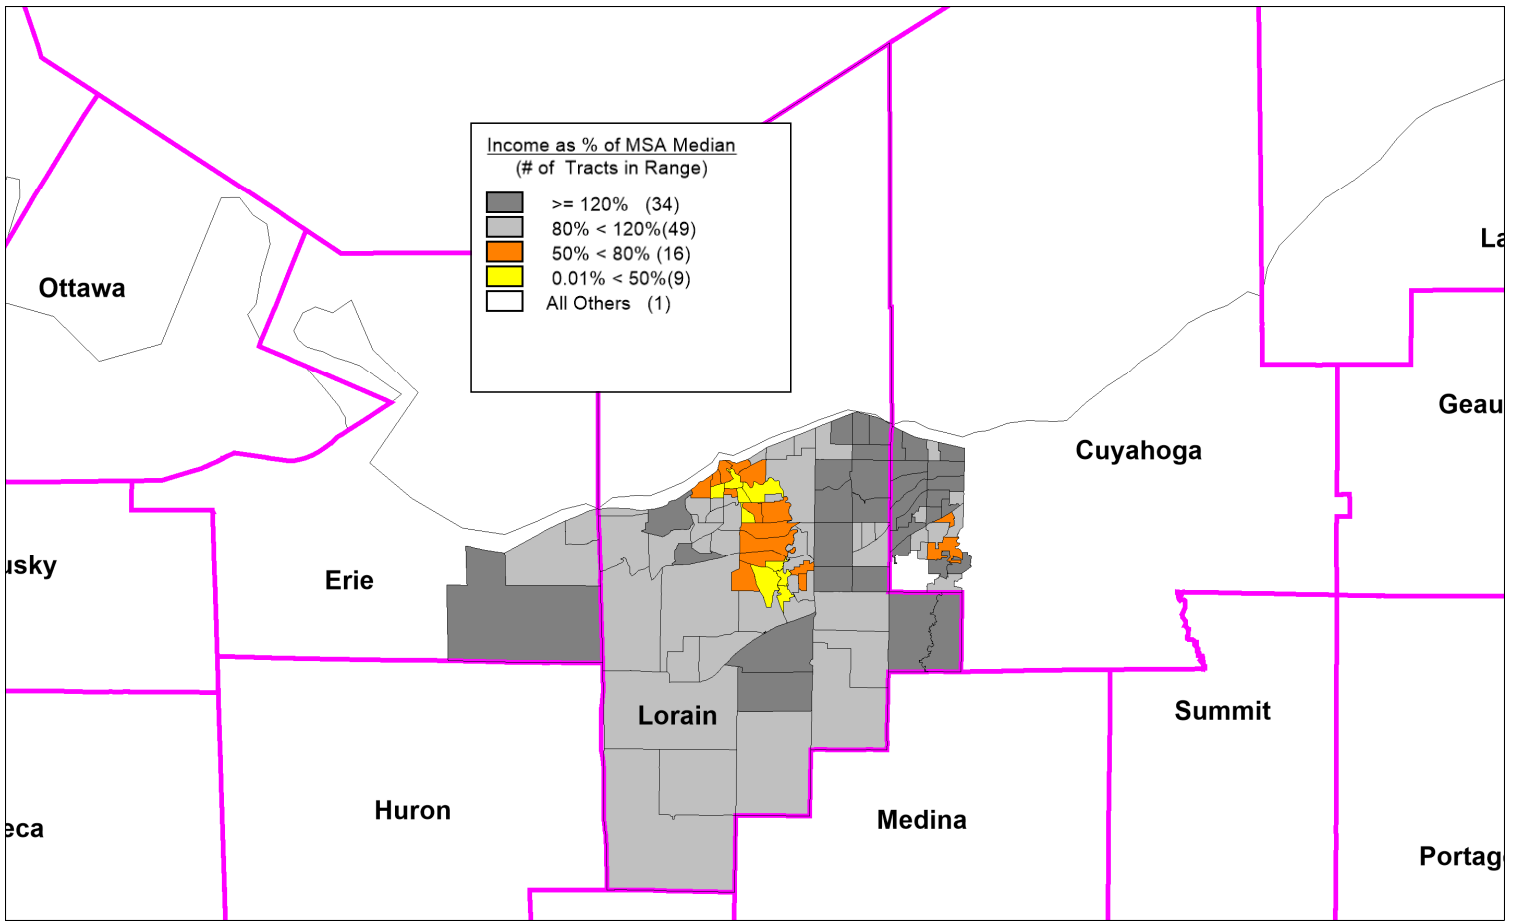 Income as % of MSA Median
(# of Tracts in Range)
>= 120% (34)
80% < 120%(49)
50% < 80% (16)
0.01% < 50%(9)
All Others (1)
La
Ottawa
Geau
Cuyahoga
usky
Erie
Lorain
Summit
Huron
Medina
eca
Portag